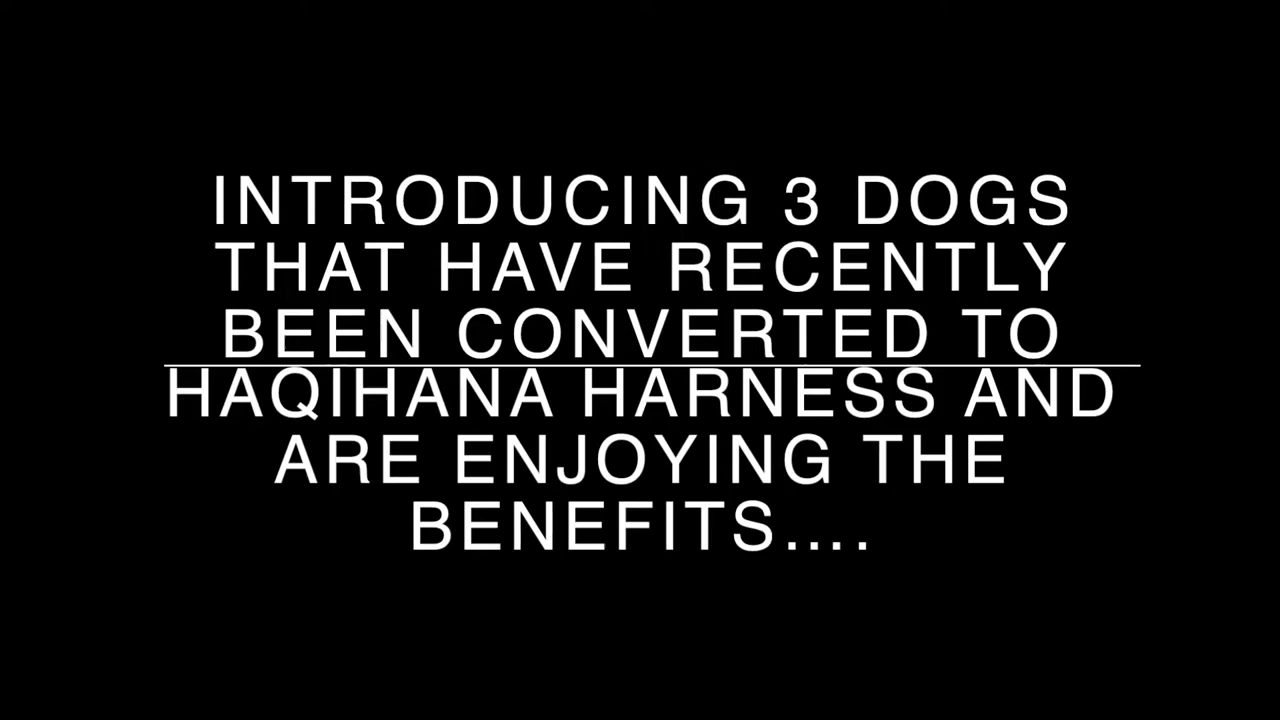 INTRODUCING 3 DOGS
THAT HAVE RECENTLY
BEEN CONVERTED TO
HAQIHANA HARNESS AND
ARE ENJOYING THE
BENEFITS....